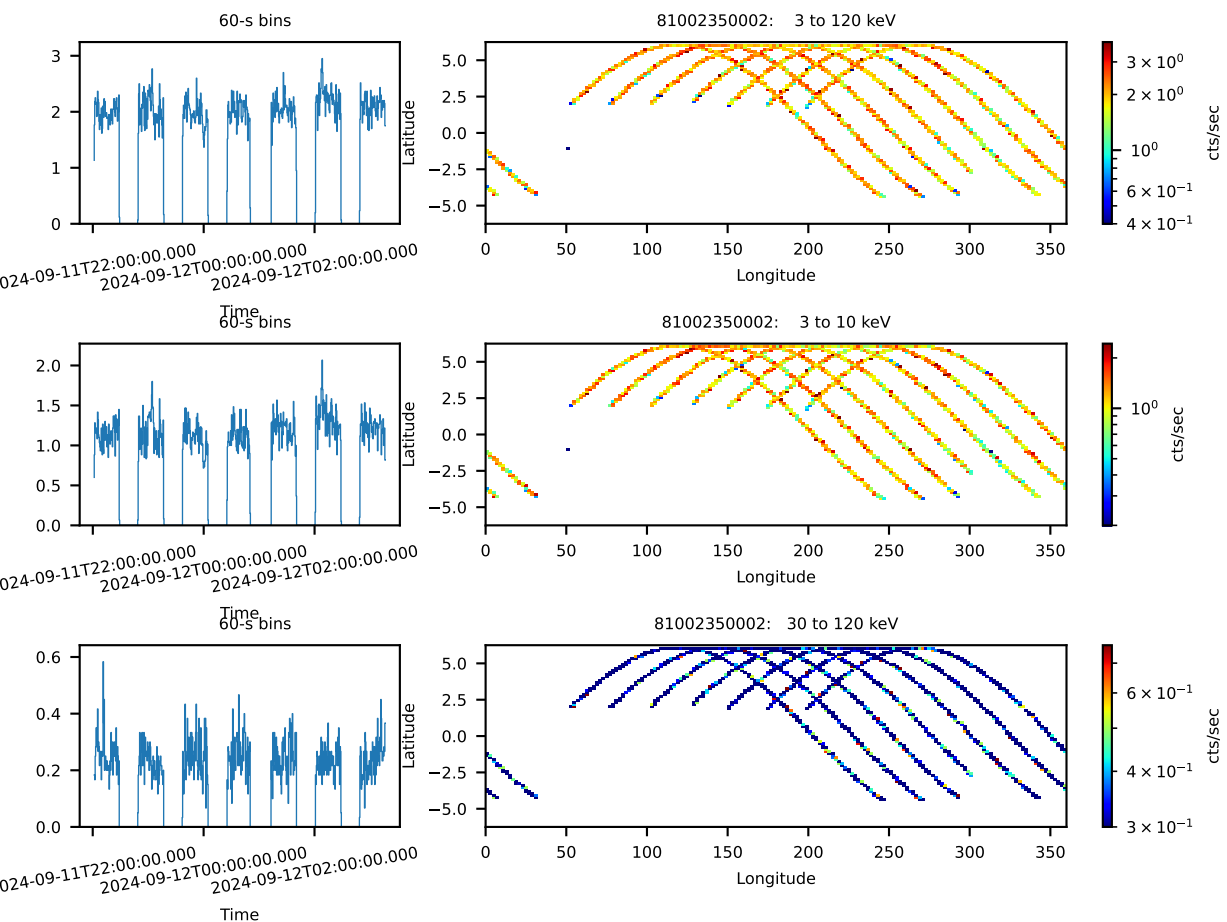 60-s bins
81002350002:    3 to 120 keV
3
2
1
0
Latitude
5.0
2.5
0.0
−2.5
−5.0
3 × 10⁰
2 × 10⁰
10⁰
6 × 10⁻¹
4 × 10⁻¹
cts/sec
0 50 100 150 200 250 300 350
Longitude
024-09-11T22:00:00.000
2024-09-12T00:00:00.000
2024-09-12T02:00:00.000
Time
60-s bins
81002350002:    3 to 10 keV
2.0
1.5
1.0
0.5
0.0
Latitude
5.0
2.5
0.0
−2.5
−5.0
10⁰
cts/sec
0 50 100 150 200 250 300 350
Longitude
024-09-11T22:00:00.000
2024-09-12T00:00:00.000
2024-09-12T02:00:00.000
Time
60-s bins
81002350002:   30 to 120 keV
0.6
0.4
0.2
0.0
Latitude
5.0
2.5
0.0
−2.5
−5.0
6 × 10⁻¹
4 × 10⁻¹
3 × 10⁻¹
cts/sec
0 50 100 150 200 250 300 350
Longitude
024-09-11T22:00:00.000
2024-09-12T00:00:00.000
2024-09-12T02:00:00.000
Time